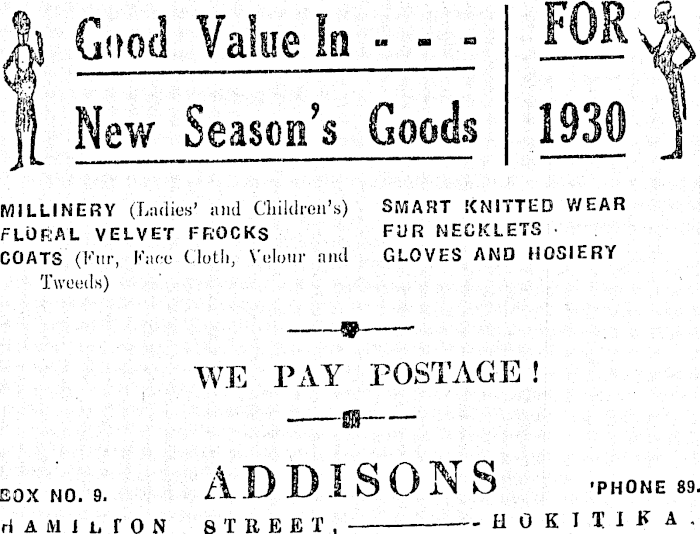 Good Value In - - -
New Season's Goods
FOR
1930
MILLINERY (Ladies' and Children's)
FLORAL VELVET FROCKS
COATS (Fur, Face Cloth, Velour and
Tweeds)
SMART KNITTED WEAR
FUR NECKLETS
GLOVES AND HOSIERY
WE PAY POSTAGE!
ADDISONS
BOX NO. 9.
'PHONE 89.
HAMILTON STREET, ———- HOKITIKA.